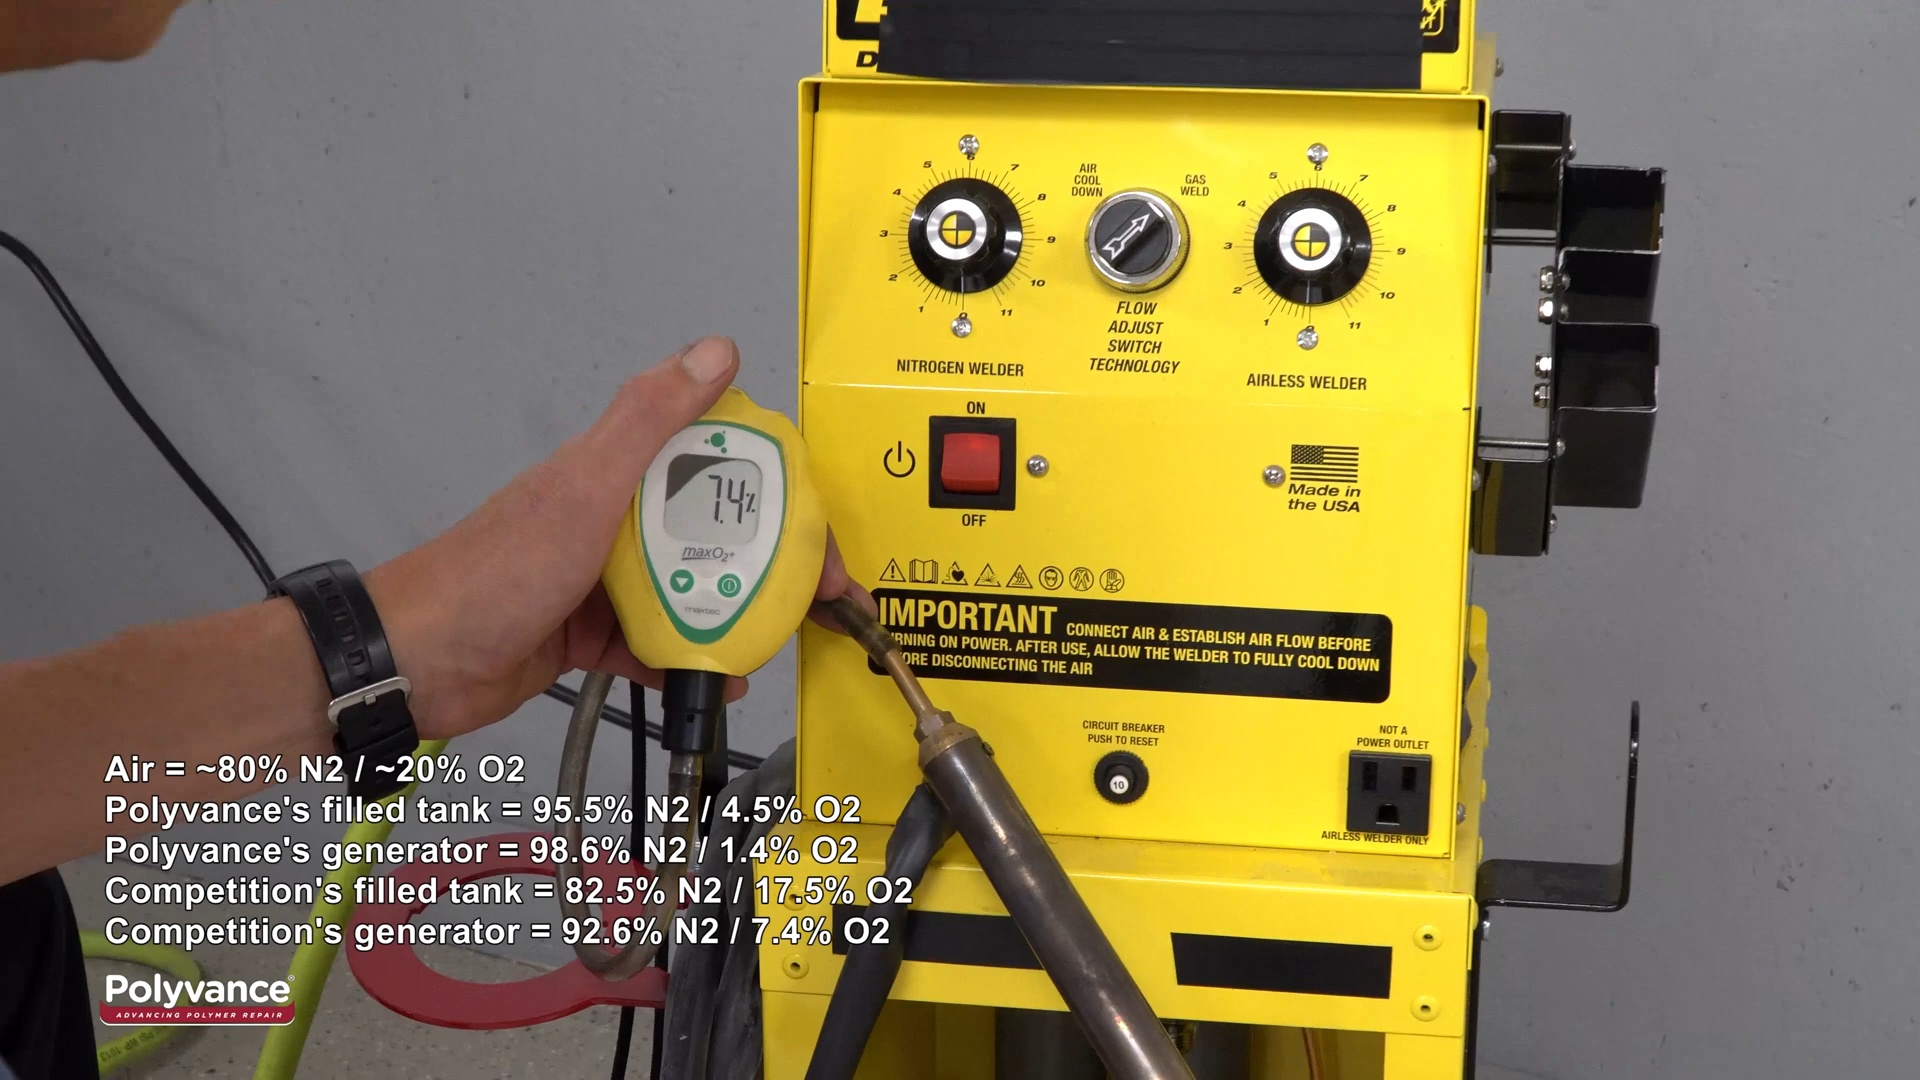 D
5 6 7
4 8
3 9
2 10
1 0 11
NITROGEN WELDER
AIR
COOL
DOWN
GAS
WELD
FLOW
ADJUST
SWITCH
TECHNOLOGY
5 6 7
4 8
3 9
2 10
1 0 11
AIRLESS WELDER
ON
OFF
Made in
the USA
7.4%
maxO2+
maxtec
IMPORTANT CONNECT AIR & ESTABLISH AIR FLOW BEFORE
ON POWER. AFTER USE, ALLOW THE WELDER TO FULLY COOL DOWN
DISCONNECTING THE AIR
CIRCUIT BREAKER
PUSH TO RESET
10
NOT A
POWER OUTLET
AIRLESS WELDER ONLY
Air = ~80% N2 / ~20% O2
Polyvance's filled tank = 95.5% N2 / 4.5% O2
Polyvance's generator = 98.6% N2 / 1.4% O2
Competition's filled tank = 82.5% N2 / 17.5% O2
Competition's generator = 92.6% N2 / 7.4% O2
Polyvance®
ADVANCING POLYMER REPAIR